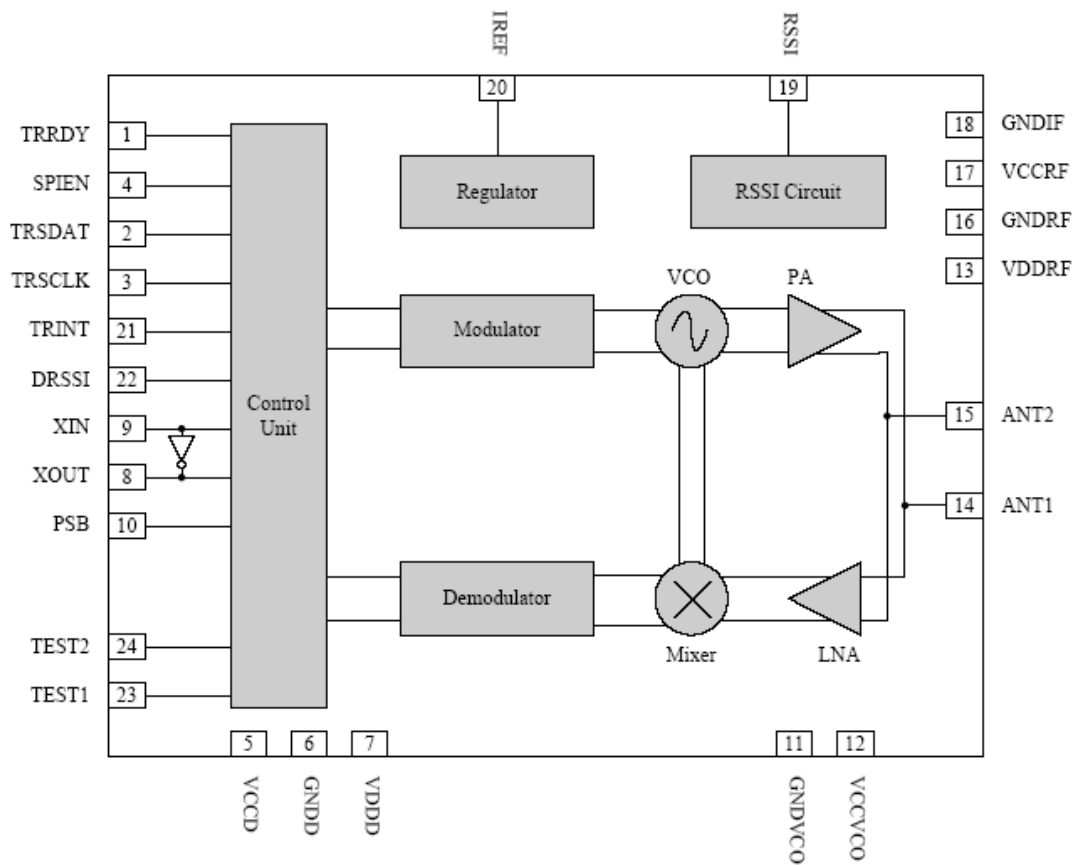 IREF
RSSI
20
19
TRRDY 1
SPIEN 4
TRSDAT 2
TRSCLK 3
TRINT 21
DRSSI 22
XIN 9
XOUT 8
PSB 10
TEST2 24
TEST1 23
Control
Unit
Regulator
RSSI Circuit
VCO
PA
Modulator
Demodulator
Mixer
LNA
18 GNDIF
17 VCCRF
16 GNDRF
13 VDDRF
15 ANT2
14 ANT1
5
6
7
11
12
VCCD
GNDD
VDDD
GNDVCO
VCCVCO